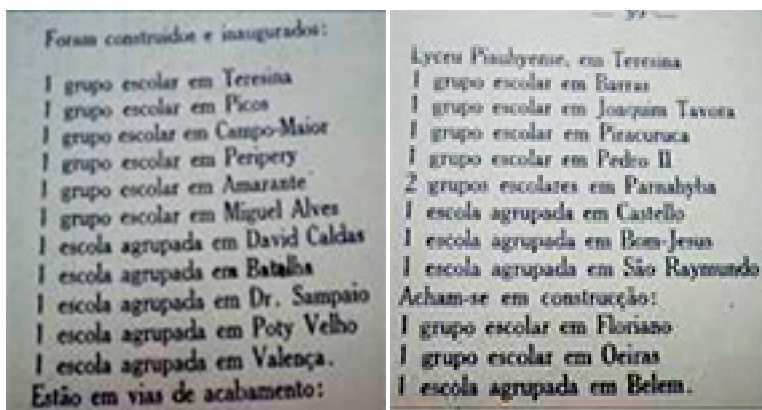 Foram construidos e inaugurados:
1 grupo escolar em Teresina
1 grupo escolar em Picos
1 grupo escolar em Campo-Maior
1 grupo escolar em Peripery
1 grupo escolar em Amarante
1 grupo escolar em Miguel Alves
1 escola agrupada em David Caldas
1 escola agrupada em Batalha
1 escola agrupada em Dr. Sampaio
1 escola agrupada em Poty Velho
1 escola agrupada em Valença.
Estão em vias de acabamento:
Lyceu Piauhyense, em Teresina
1 grupo escolar em Barras
1 grupo escolar em Joaquim Tavora
1 grupo escolar em Piracuruca
1 grupo escolar em Pedro II
2 grupos escolares em Parnahyba
1 escola agrupada em Castello
1 escola agrupada em Bom-Jesus
1 escola agrupada em São Raymundo
Acham-se em construcção:
1 grupo escolar em Floriano
1 grupo escolar em Oeiras
1 escola agrupada em Belem.